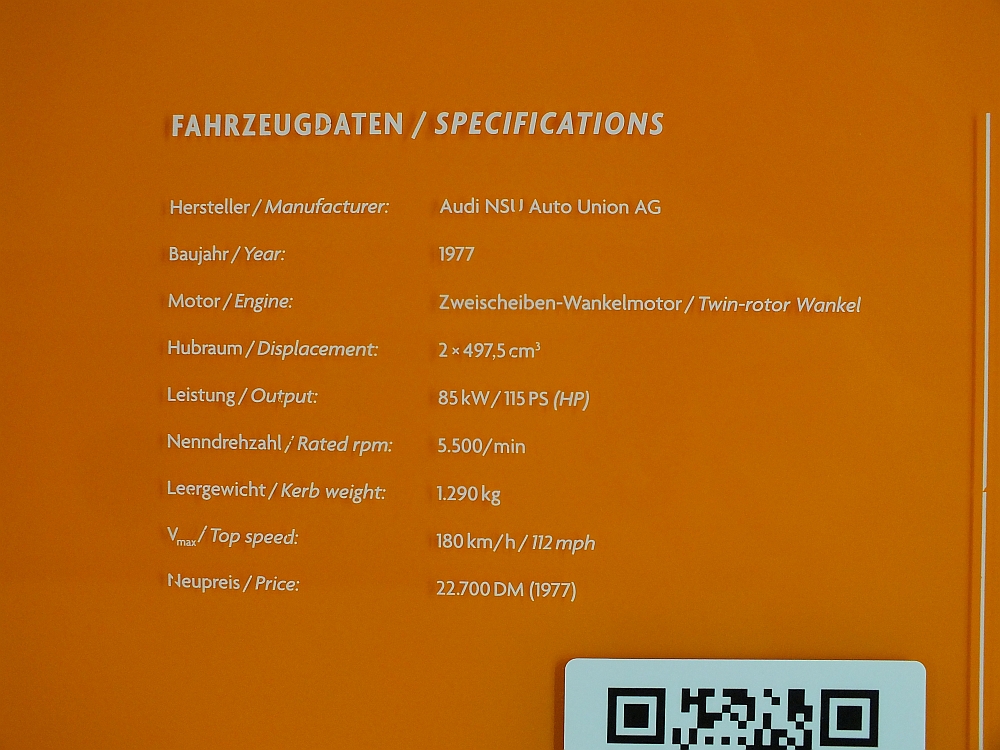 FAHRZEUGDATEN / SPECIFICATIONS
Hersteller / Manufacturer: Audi NSU Auto Union AG
Baujahr / Year: 1977
Motor / Engine: Zweischeiben-Wankelmotor / Twin-rotor Wankel
Hubraum / Displacement: 2 × 497,5 cm³
Leistung / Output: 85 kW / 115 PS (HP)
Nenndrehzahl / Rated rpm: 5.500/min
Leergewicht / Kerb weight: 1.290 kg
Vmax / Top speed: 180 km/h / 112 mph
Neupreis / Price: 22.700 DM (1977)